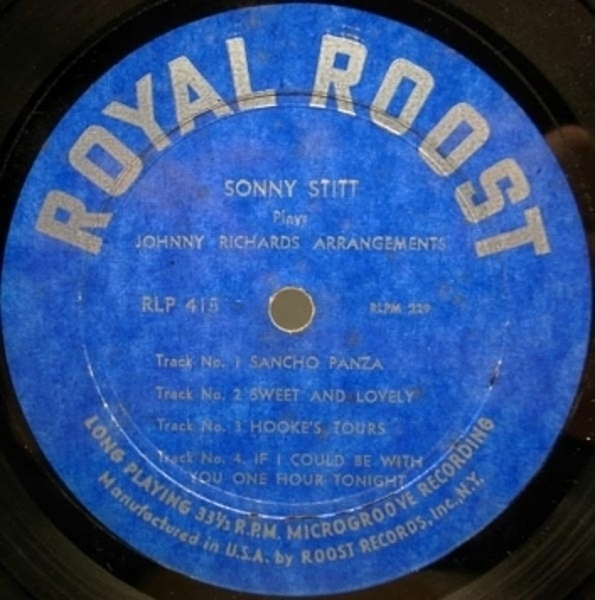 ROYAL ROOST
SONNY STITT
Plays
JOHNNY RICHARDS ARRANGEMENTS
RLP 415 RLPM 229
Track No. 1 SANCHO PANZA
Track No. 2 SWEET AND LOVELY
Track No. 3 HOOKE'S TOURS
Track No. 4. IF I COULD BE WITH
YOU ONE HOUR TONIGHT
LONG PLAYING 33⅓ R.P.M. MICROGROOVE RECORDING
Manufactured in U.S.A. by ROOST RECORDS, Inc., N.Y.